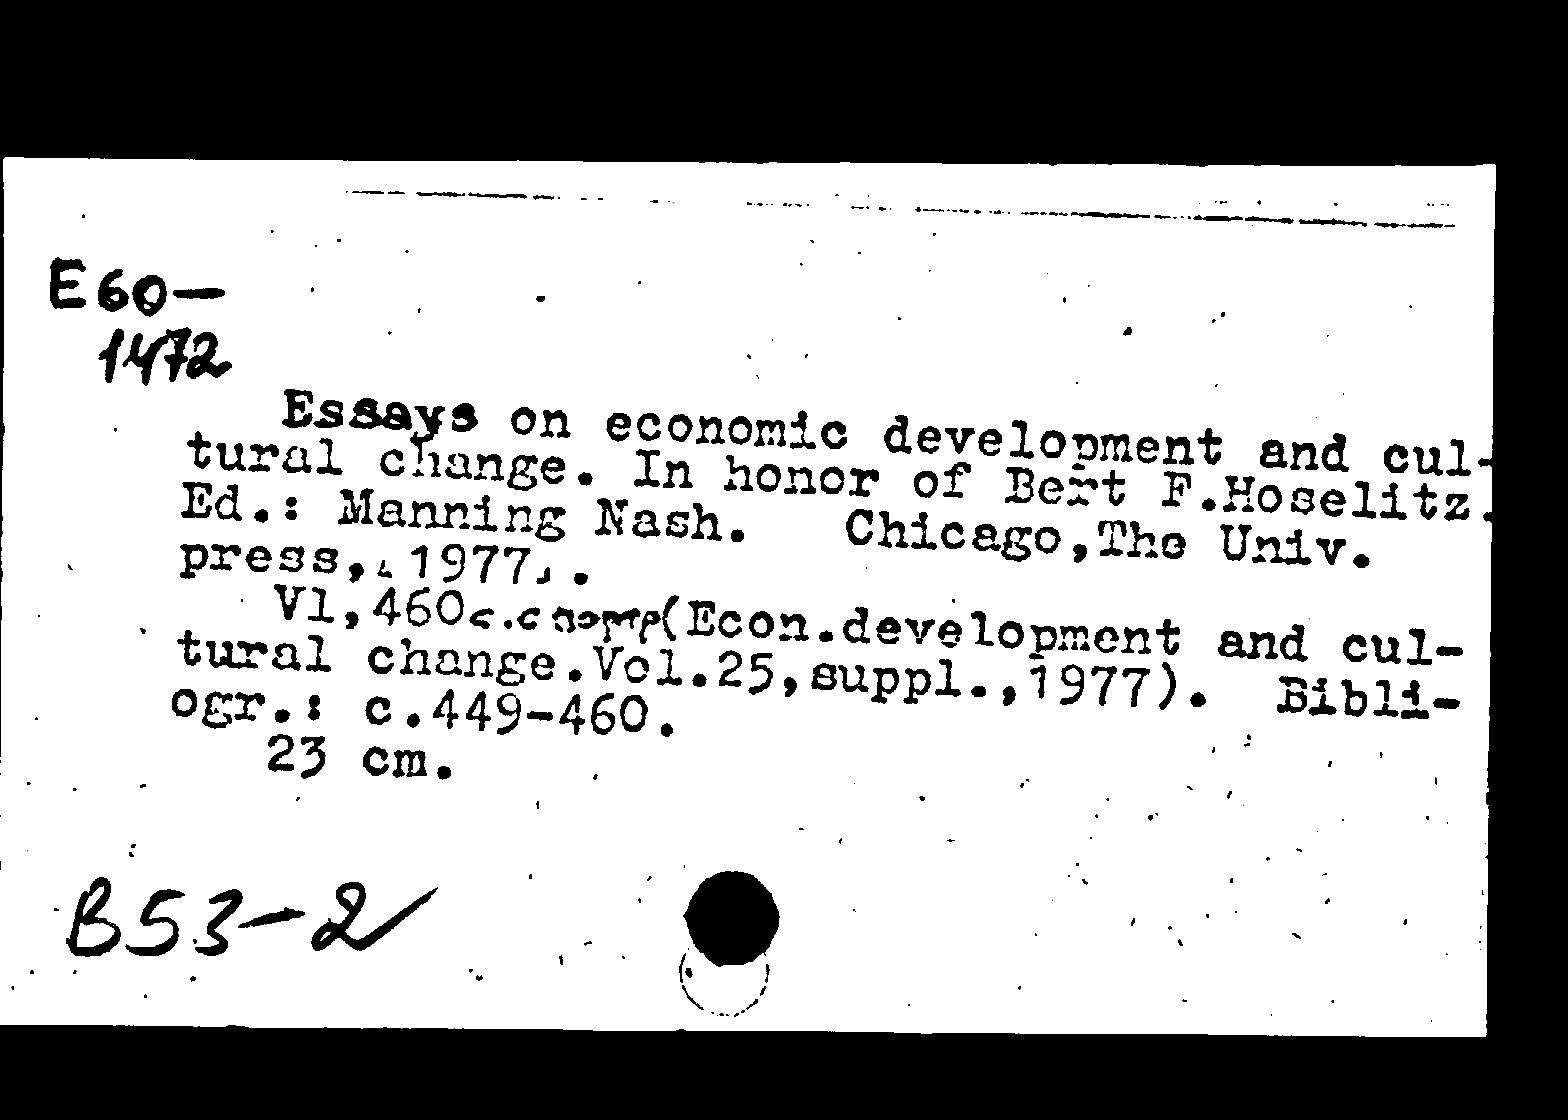 E60—
1472
Essays on economic development and cul-
tural change. In honor of Bert F.Hoselitz.
Ed.: Manning Nash. Chicago,The Univ.
press, [1977].
VI,460c. (Econ.development and cul-
tural change.Vol.25,suppl.,1977). Bibli-
ogr.: c.449-460.
23 cm.
B53-2